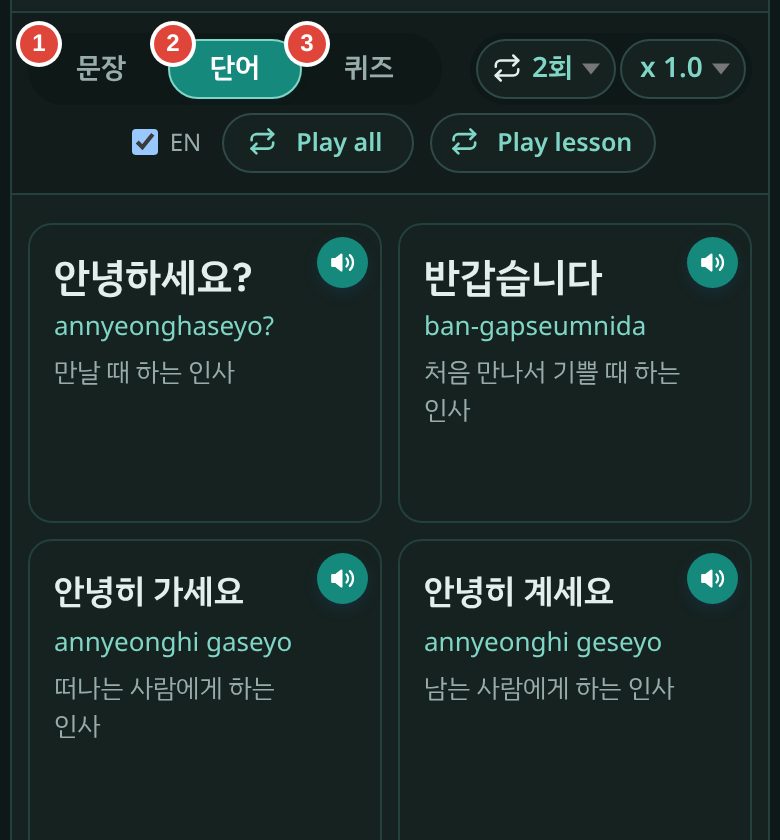 1 2 3
문장 단어 퀴즈 2회 x 1.0
EN Play all Play lesson
안녕하세요?
annyeonghaseyo?
만날 때 하는 인사
반갑습니다
ban-gapseumnida
처음 만나서 기쁠 때 하는
인사
안녕히 가세요
annyeonghi gaseyo
떠나는 사람에게 하는
인사
안녕히 계세요
annyeonghi geseyo
남는 사람에게 하는 인사